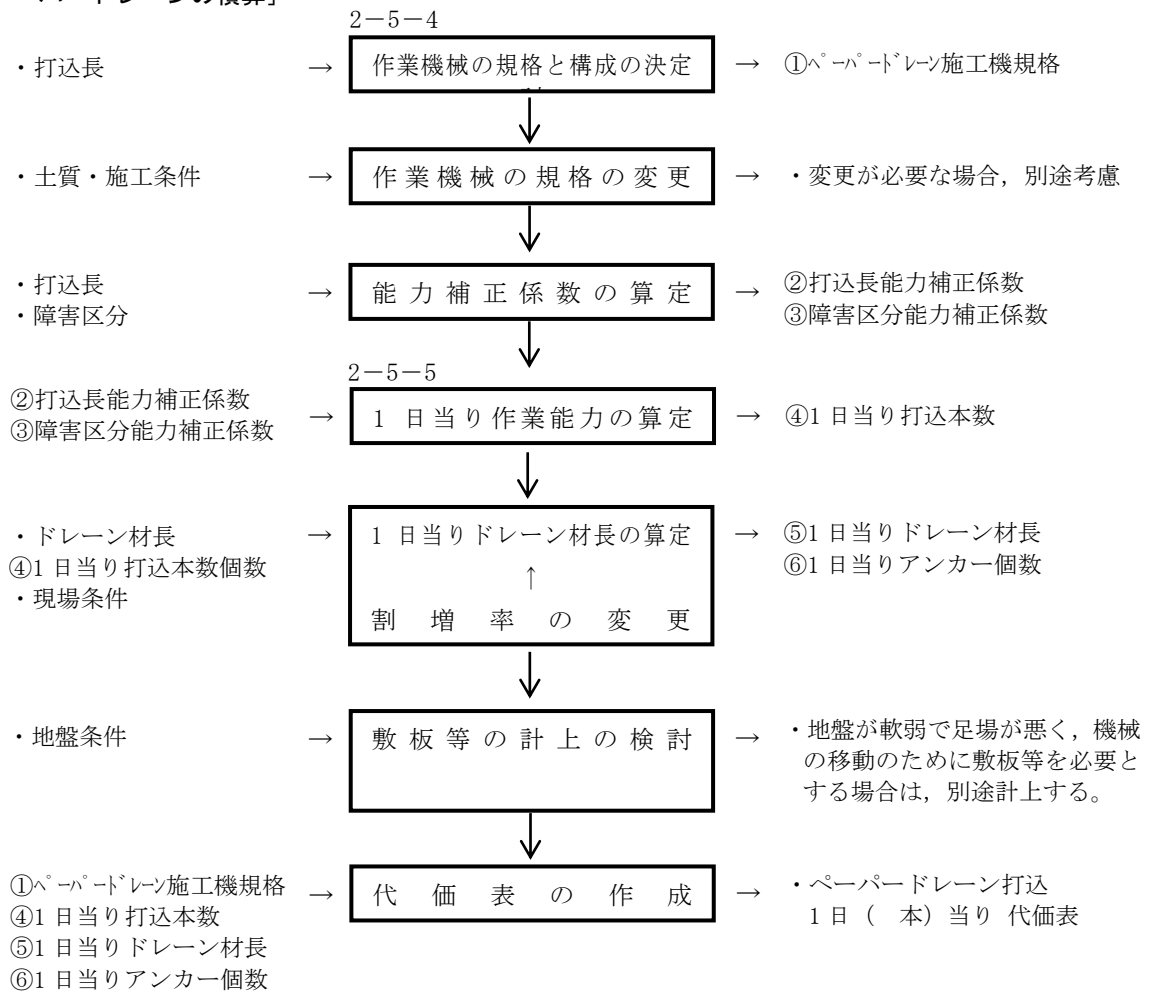 ドレーンの積算]
2-5-4
・打込長 → 作業機械の規格と構成の決定 → ①ペーパードレーン施工機規格
・土質・施工条件 → 作業機械の規格の変更 → ・変更が必要な場合，別途考慮
・打込長
・障害区分
→ 能力補正係数の算定 →
②打込長能力補正係数
③障害区分能力補正係数
2-5-5
②打込長能力補正係数
③障害区分能力補正係数
→ 1 日当り作業能力の算定 → ④1 日当り打込本数
・ドレーン材長
④1 日当り打込本数個数
・現場条件
→ 1 日当りドレーン材長の算定 →
↑
割増率の変更
⑤1 日当りドレーン材長
⑥1 日当りアンカー個数
・地盤条件 → 敷板等の計上の検討 →
・地盤が軟弱で足場が悪く，機械
の移動のために敷板等を必要と
する場合は，別途計上する。
①ペーパードレーン施工機規格
④1 日当り打込本数
⑤1 日当りドレーン材長
⑥1 日当りアンカー個数
→ 代価表の作成 →
・ペーパードレーン打込
1 日（　本）当り 代価表